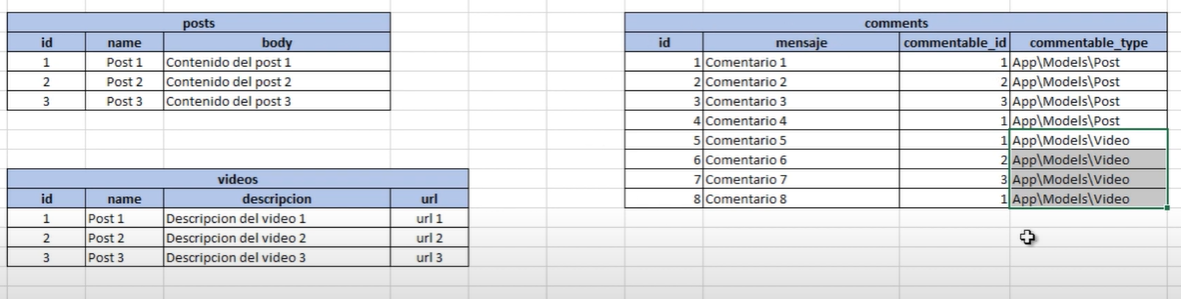 posts
id name body
1 Post 1 Contenido del post 1
2 Post 2 Contenido del post 2
3 Post 3 Contenido del post 3
videos
id name descripcion url
1 Post 1 Descripcion del video 1 url 1
2 Post 2 Descripcion del video 2 url 2
3 Post 3 Descripcion del video 3 url 3
comments
id mensaje commentable_id commentable_type
1 Comentario 1 1 App\Models\Post
2 Comentario 2 2 App\Models\Post
3 Comentario 3 3 App\Models\Post
4 Comentario 4 1 App\Models\Post
5 Comentario 5 1 App\Models\Video
6 Comentario 6 2 App\Models\Video
7 Comentario 7 3 App\Models\Video
8 Comentario 8 1 App\Models\Video